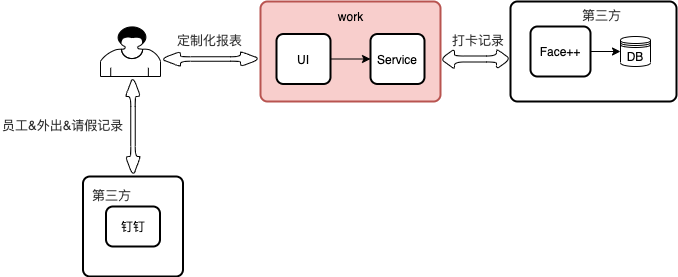 work
第三方
定制化报表
UI
Service
打卡记录
Face++
DB
员工&外出&请假记录
第三方
钉钉